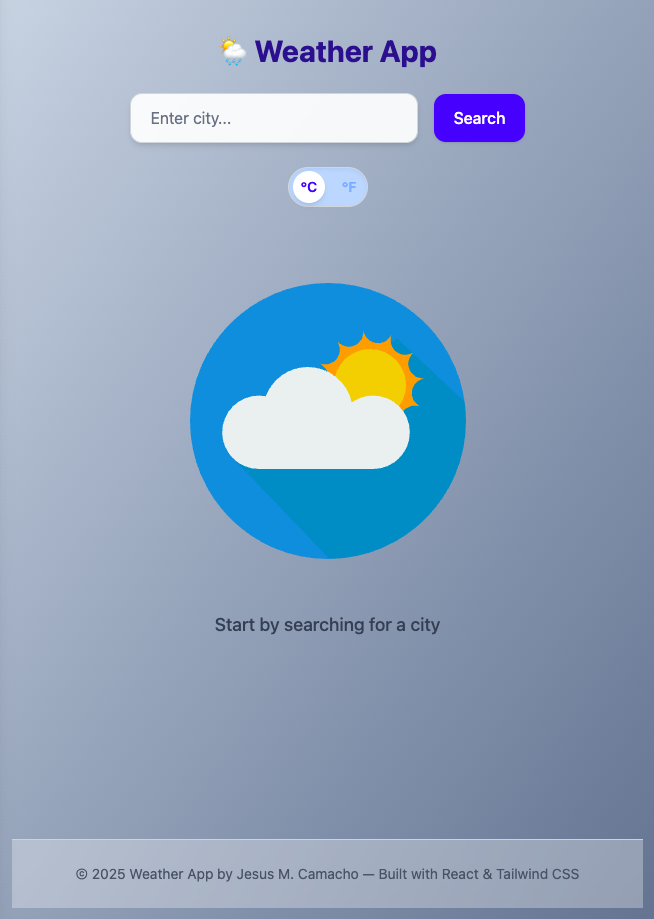 Weather App
Enter city...
Search
°C °F
Start by searching for a city
© 2025 Weather App by Jesus M. Camacho — Built with React & Tailwind CSS